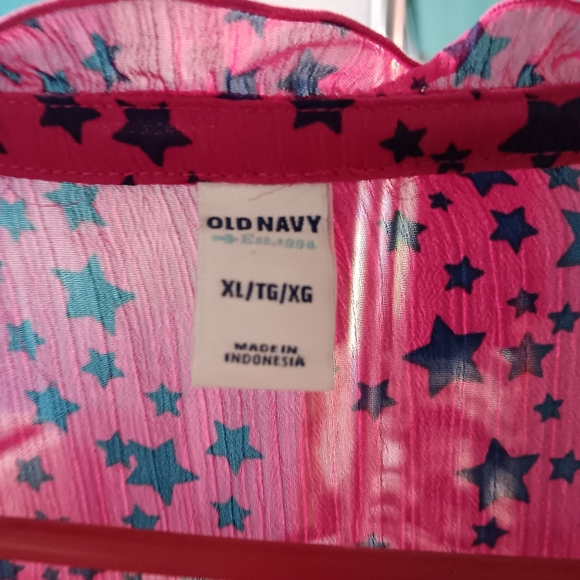 OLD NAVY
Est. 1994
XL/TG/XG
MADE IN
INDONESIA